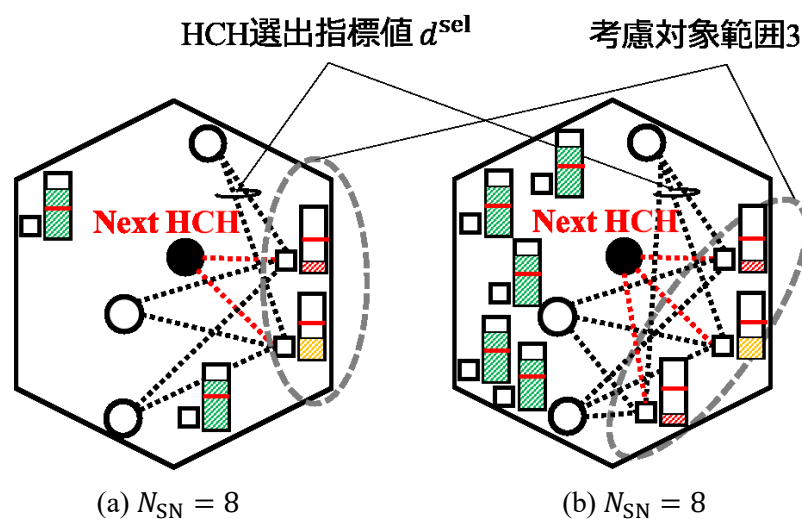 HCH選出指標値 d^sel
考慮対象範囲3
Next HCH
Next HCH
(a) N_SN = 8
(b) N_SN = 8